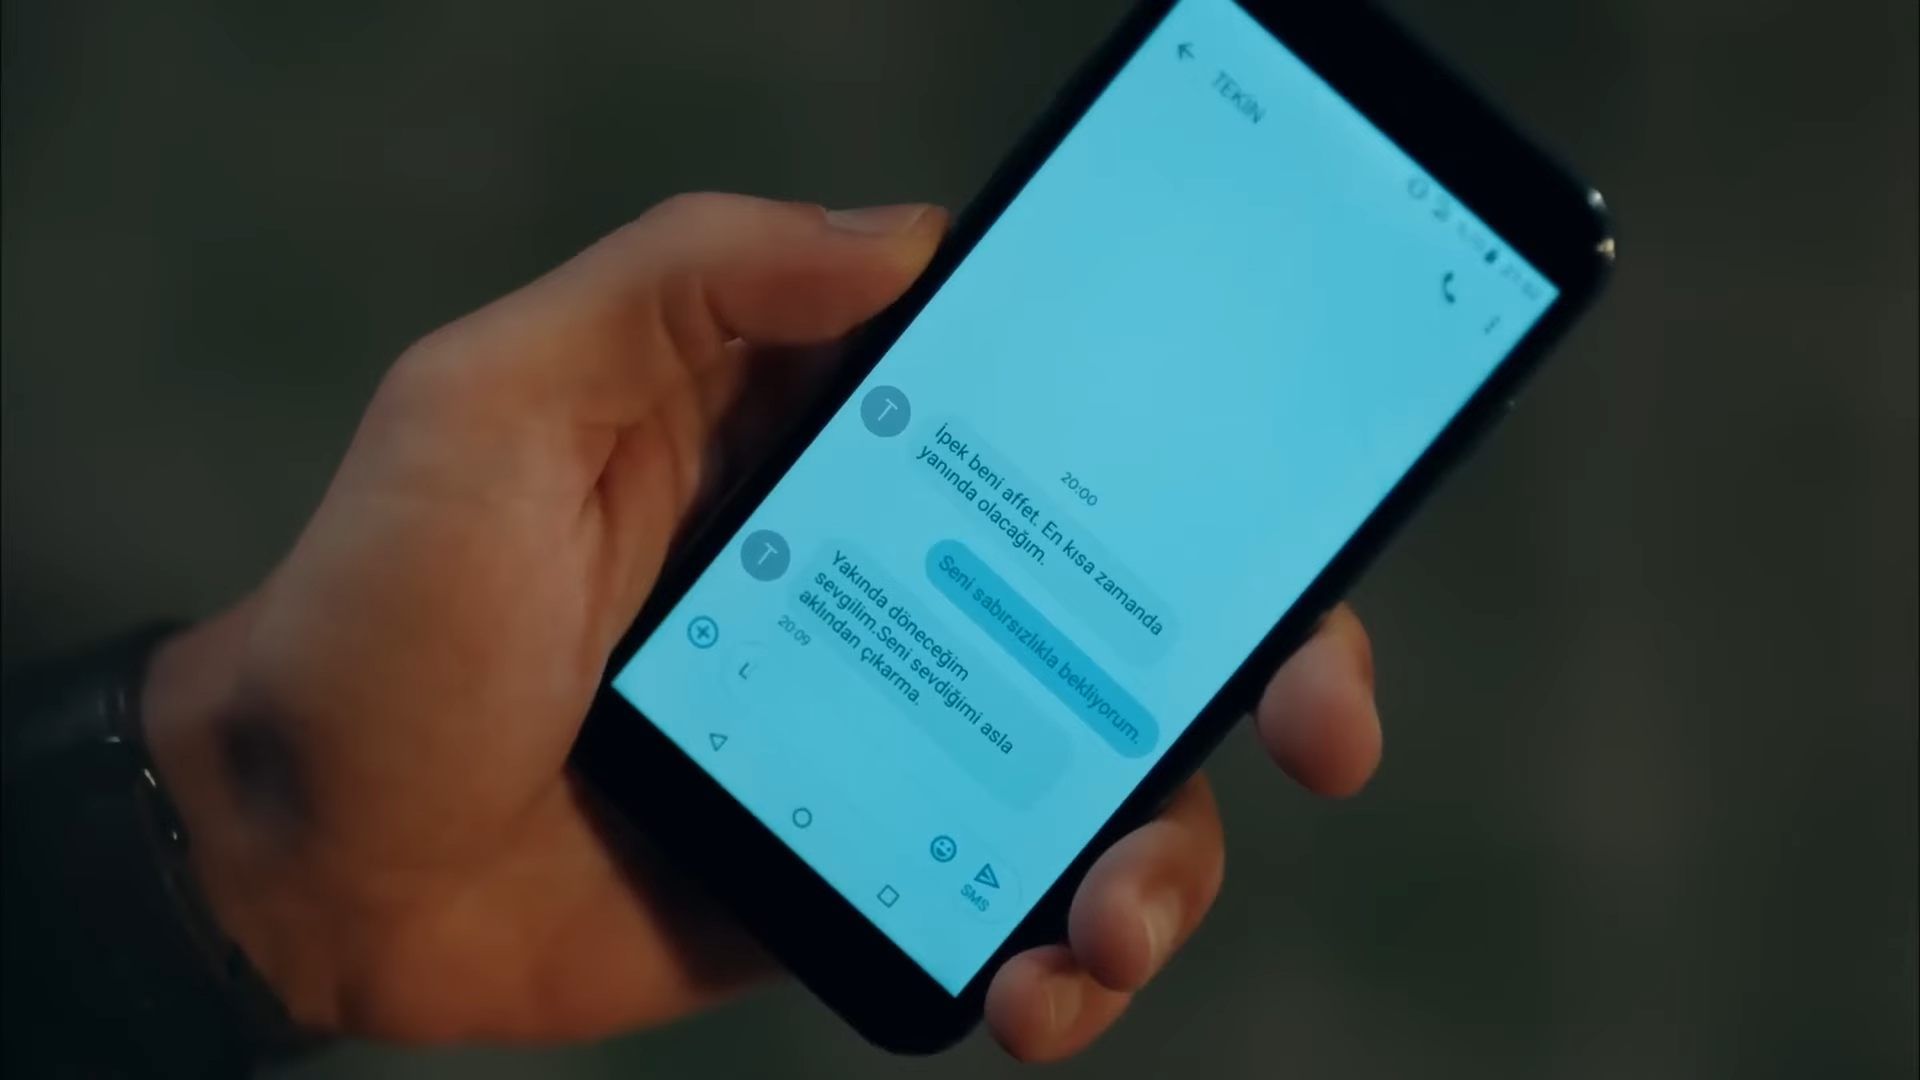 TEKİN
20:00
T
İpek beni affet. En kısa zamanda
yanında olacağım.
Seni sabırsızlıkla bekliyorum.
T
Yakında döneceğim
sevgilim.Seni sevdiğimi asla
aklından çıkarma.
20:09
SMS